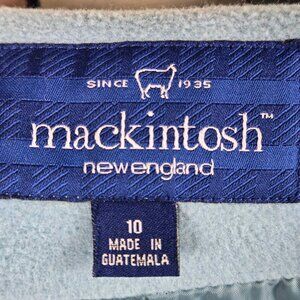 SINCE 1935
mackintosh™
newengland
10
MADE IN
GUATEMALA